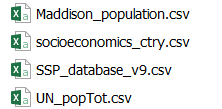 Maddison_population.csv
socioeconomics_ctry.csv
SSP_database_v9.csv
UN_popTot.csv